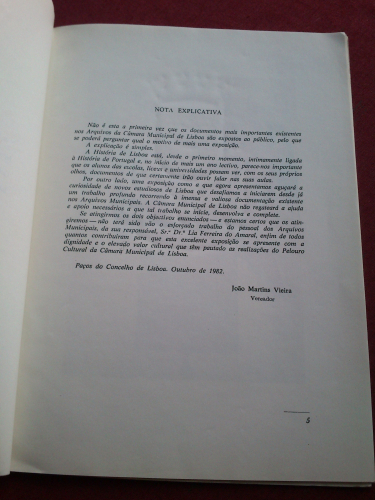 NOTA EXPLICATIVA
Não é esta a primeira vez que os documentos mais importantes existentes
nos Arquivos da Câmara Municipal de Lisboa são expostos ao público, pelo que
se poderá perguntar qual o motivo de mais uma exposição.
A explicação é simples.
A História de Lisboa está, desde o primeiro momento, intimamente ligada
à História de Portugal e, no início de mais um ano lectivo, pareceu-nos importante
que os alunos das escolas, liceus e universidades possam ver, com os seus próprios
olhos, documentos de que certamente irão ouvir falar nas suas aulas.
Por outro lado, uma exposição como a que agora apresentamos aguçará a
curiosidade de novos estudiosos de Lisboa que desafiamos a iniciarem desde já
um trabalho profundo recorrendo à imensa e valiosa documentação existente
nos Arquivos Municipais. A Câmara Municipal de Lisboa não regateará a ajuda
e apoio necessários a que tal trabalho se inicie, desenvolva e complete.
Se atingirmos os dois objectivos enunciados — e estamos certos que os atin-
giremos — não será sido vão o esforçado trabalho do pessoal dos Arquivos
Municipais, da sua responsável, Sr.ª Dr.ª Lia Ferreira do Amaral, enfim de todos
quantos contribuiram para que esta excelente exposição se apresente com a
dignidade e o elevado valor cultural que têm pautado as realizações do Pelouro
Cultural da Câmara Municipal de Lisboa.
Paços do Concelho de Lisboa. Outubro de 1982.
João Martins Vieira
Vereador
5